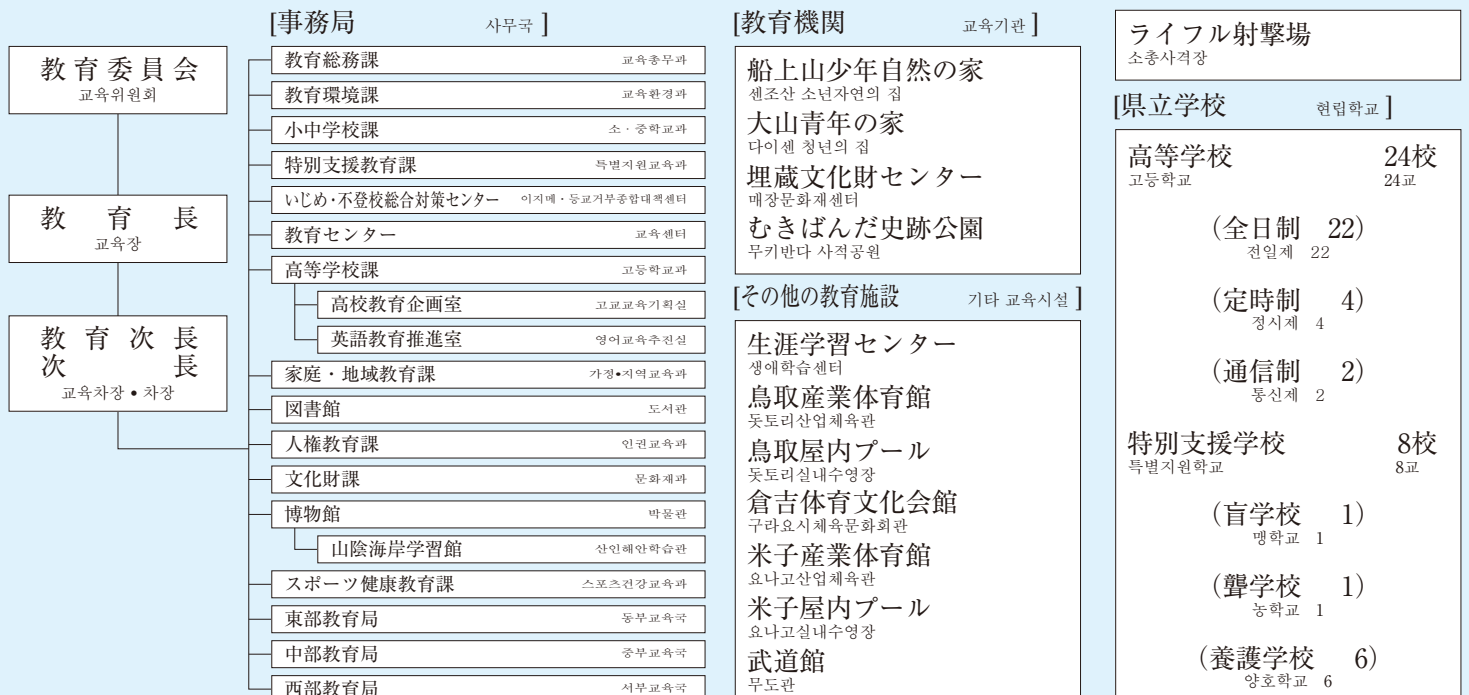 教育委員会
교육위원회
教育長
교육장
教育次長
次長
교육차장 • 차장
[事務局 사무국 ]
教育総務課 교육총무과
教育環境課 교육환경과
小中学校課 소 · 중학교과
特別支援教育課 특별지원교육과
いじめ・不登校総合対策センター 이지메 · 등교거부종합대책센터
教育センター 교육센터
高等学校課 고등학교과
高校教育企画室 고교교육기획실
英語教育推進室 영어교육추진실
家庭・地域教育課 가정•지역교육과
図書館 도서관
人権教育課 인권교육과
文化財課 문화재과
博物館 박물관
山陰海岸学習館 산인해안학습관
スポーツ健康教育課 스포츠건강교육과
東部教育局 동부교육국
中部教育局 중부교육국
西部教育局 서부교육국
[教育機関 교육기관 ]
船上山少年自然の家
센조산 소년자연의 집
大山青年の家
다이센 청년의 집
埋蔵文化財センター
매장문화재센터
むきばんだ史跡公園
무키반다 사적공원
[その他の教育施設 기타 교육시설 ]
生涯学習センター
생애학습센터
鳥取産業体育館
돗토리산업체육관
鳥取屋内プール
돗토리실내수영장
倉吉体育文化会館
구라요시체육문화회관
米子産業体育館
요나고산업체육관
米子屋内プール
요나고실내수영장
武道館
무도관
ライフル射撃場
소총사격장
[県立学校 현립학교 ]
高等学校 24校
고등학교 24교
（全日制 22）
전일제 22
（定時制 4）
정시제 4
（通信制 2）
통신제 2
特別支援学校 8校
특별지원학교 8교
（盲学校 1）
맹학교 1
（聾学校 1）
농학교 1
（養護学校 6）
양호학교 6